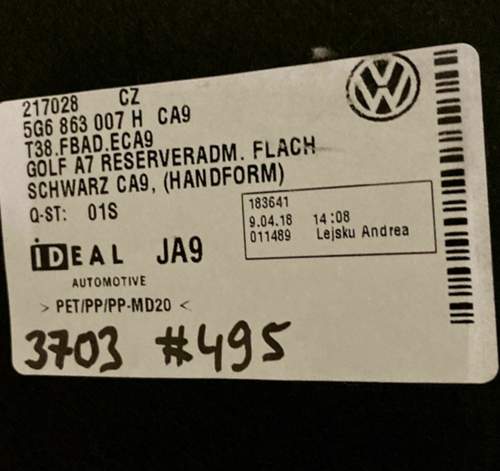 217028 CZ
5G6 863 007 H CA9
T38.FBAD.ECA9
GOLF A7 RESERVERADM. FLACH
SCHWARZ CA9, (HANDFORM)
Q-ST: 01S
183641
9.04.18 14:08
011489 Lejsku Andrea
iDEAL JA9
AUTOMOTIVE
> PET/PP/PP-MD20 <
3703 #495
VW